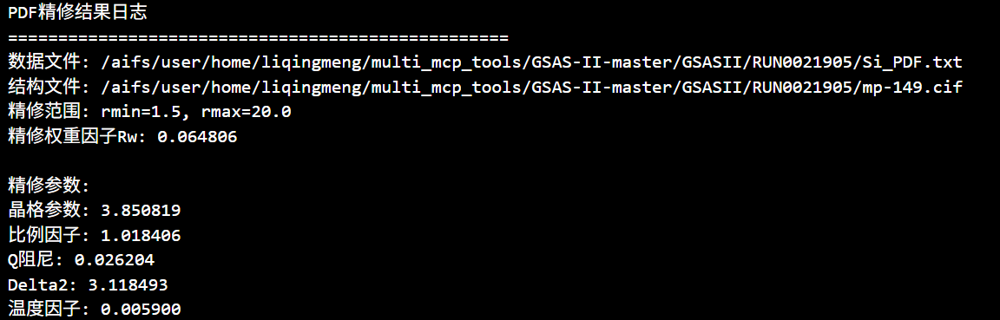 PDF精修结果日志
==================================================
数据文件: /aifs/user/home/liqingmeng/multi_mcp_tools/GSAS-II-master/GSASII/RUN0021905/Si_PDF.txt
结构文件: /aifs/user/home/liqingmeng/multi_mcp_tools/GSAS-II-master/GSASII/RUN0021905/mp-149.cif
精修范围: rmin=1.5, rmax=20.0
精修权重因子Rw: 0.064806
精修参数:
晶格参数: 3.850819
比例因子: 1.018406
Q阻尼: 0.026204
Delta2: 3.118493
温度因子: 0.005900